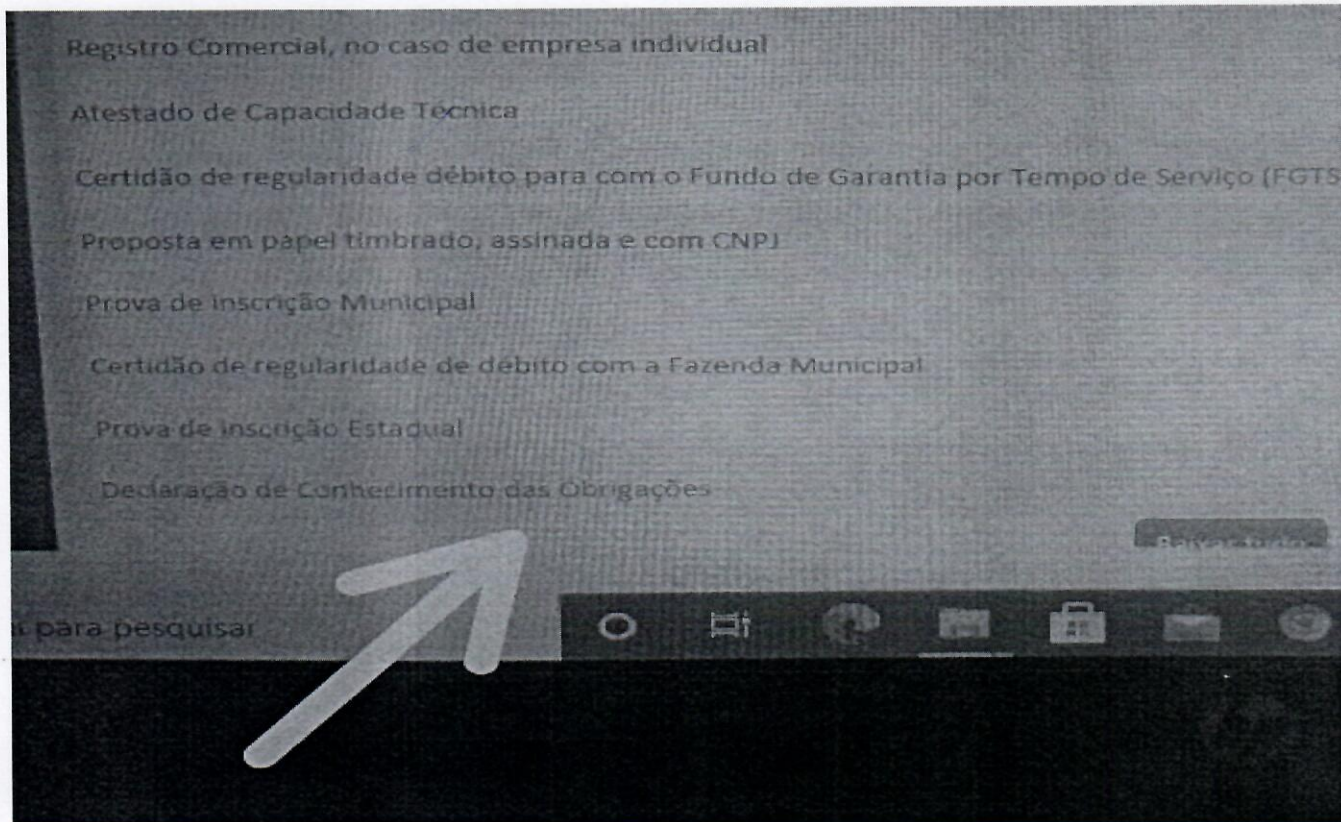 Registro Comercial, no caso de empresa individual
Atestado de Capacidade Técnica
Certidão de regularidade débito para com o Fundo de Garantia por Tempo de Serviço (FGTS
Proposta em papel timbrado, assinada e com CNPJ
Prova de inscrição Municipal
Certidão de regularidade de débito com a Fazenda Municipal
Prova de inscrição Estadual
Declaração de Conhecimento das Obrigações
para pesquisar